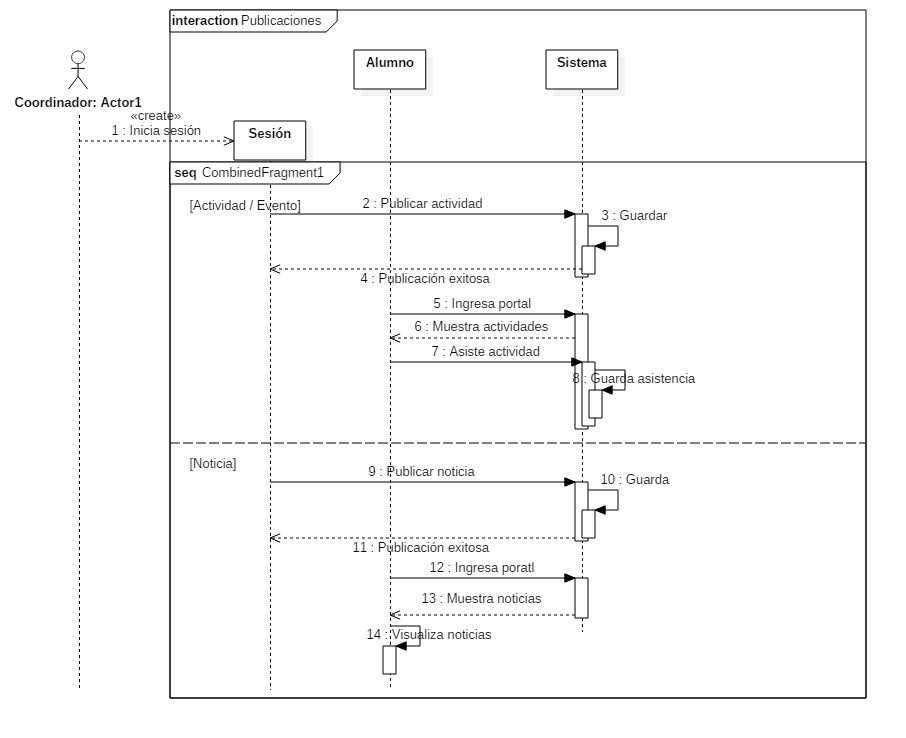 interaction Publicaciones
Alumno
Sistema
Coordinador: Actor1
«create»
1 : Inicia sesión
Sesión
seq CombinedFragment1
[Actividad / Evento]
2 : Publicar actividad
3 : Guardar
4 : Publicación exitosa
5 : Ingresa portal
6 : Muestra actividades
7 : Asiste actividad
8 : Guarda asistencia
[Noticia]
9 : Publicar noticia
10 : Guarda
11 : Publicación exitosa
12 : Ingresa poratl
13 : Muestra noticias
14 : Visualiza noticias